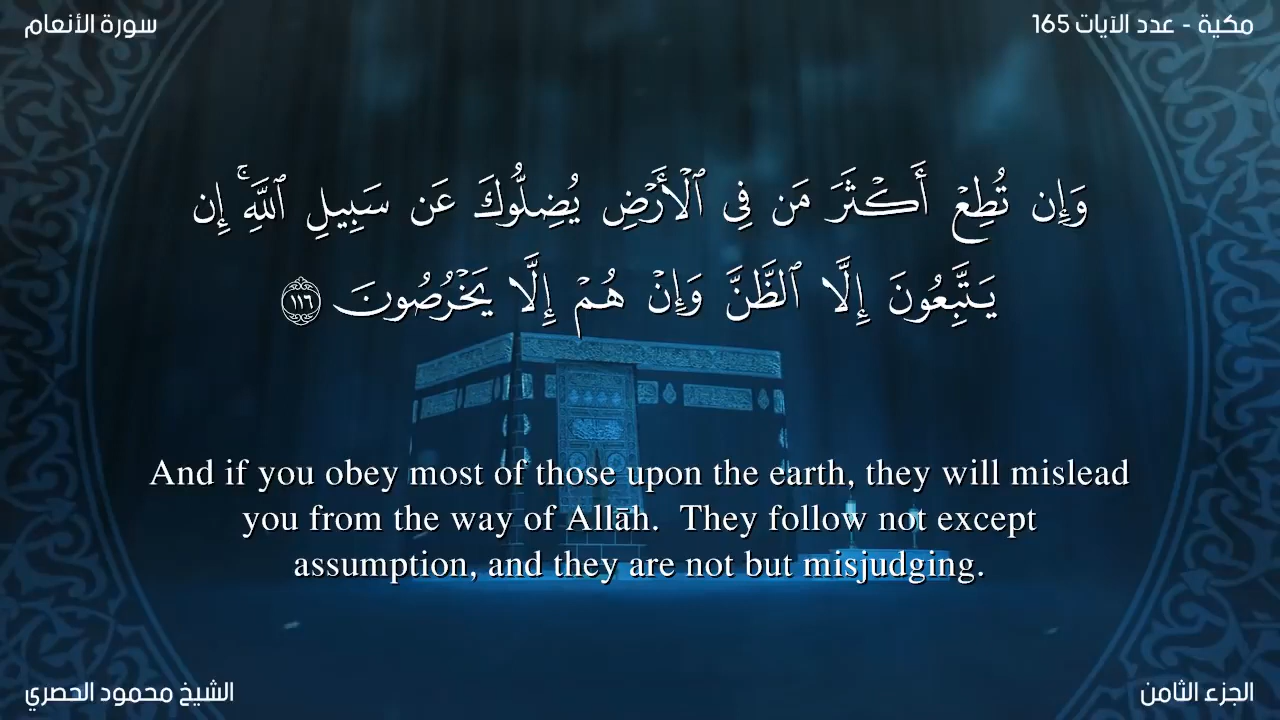 مكية - عدد الآيات 165
سورة الأنعام
وَإِن تُطِعْ أَكْثَرَ مَن فِى ٱلْأَرْضِ يُضِلُّوكَ عَن سَبِيلِ ٱللَّهِ ۚ إِن
يَتَّبِعُونَ إِلَّا ٱلظَّنَّ وَإِنْ هُمْ إِلَّا يَخْرُصُونَ ١١٦
And if you obey most of those upon the earth, they will mislead
you from the way of Allāh.  They follow not except
assumption, and they are not but misjudging.
الجزء الثامن
الشيخ محمود الحصري